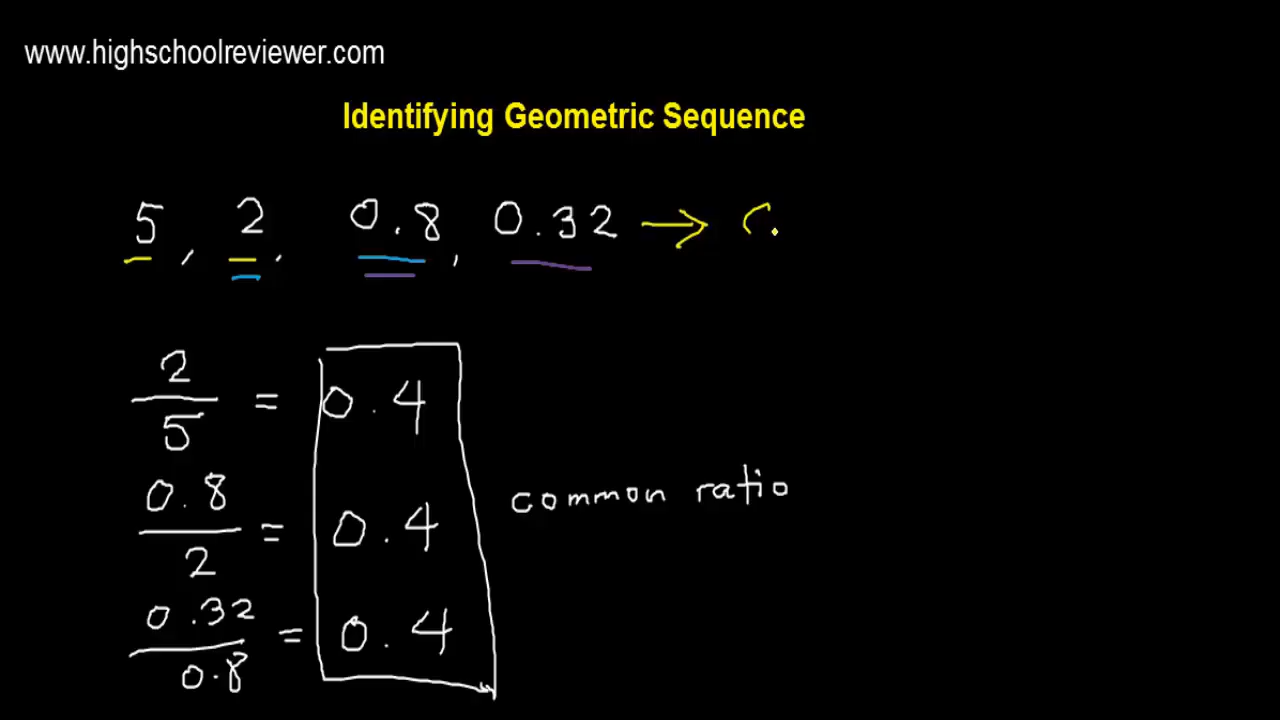 www.highschoolreviewer.com
Identifying Geometric Sequence
5, 2, 0.8, 0.32 →
2
5 = 0.4
0.8
2 = 0.4
common ratio
0.32
0.8 = 0.4